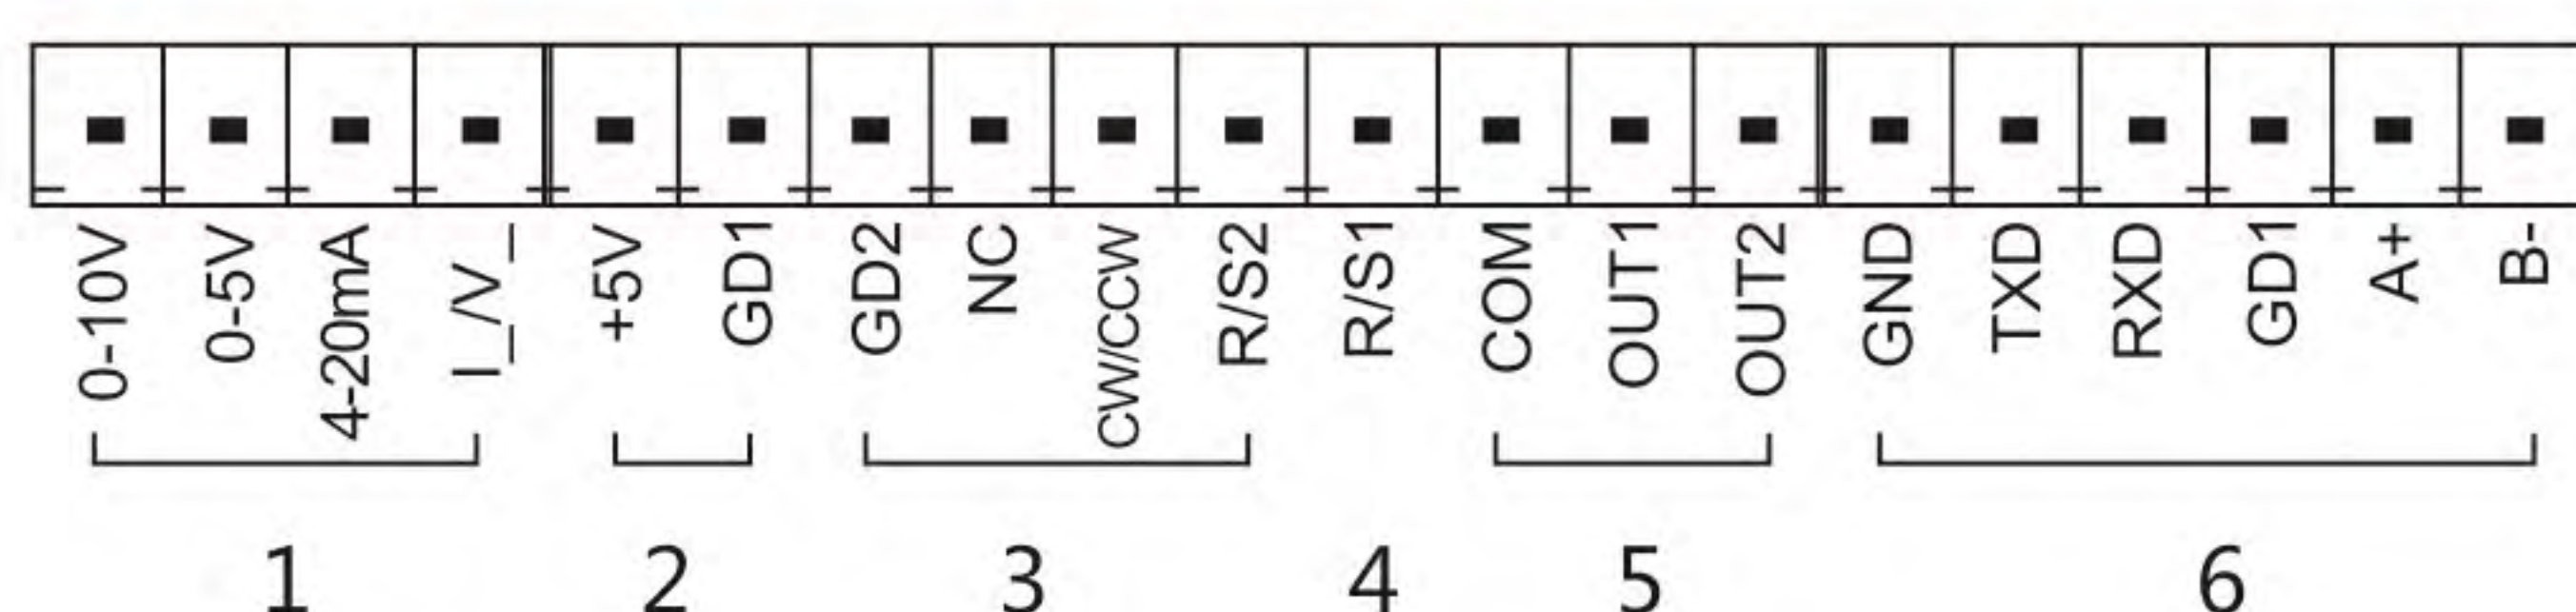 0-10V
0-5V
4-20mA
I_/V_
+5V
GD1
GD2
NC
CW/CCW
R/S2
R/S1
COM
OUT1
OUT2
GND
TXD
RXD
GD1
A+
B-
1 2 3 4 5 6